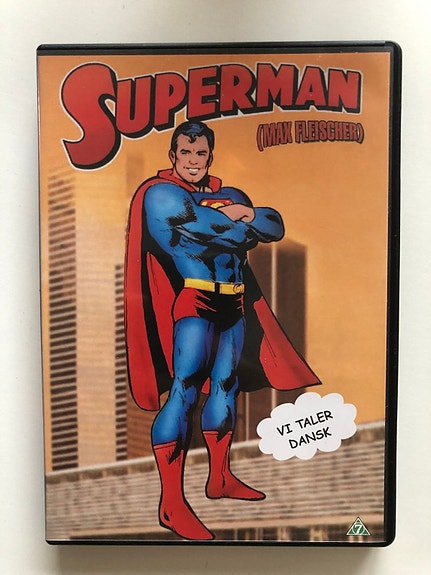 SUPERMAN
(MAX FLEISCHER)
VI TALER
DANSK
7